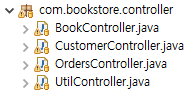 com.bookstore.controller
BookController.java
CustomerController.java
OrdersController.java
UtilController.java